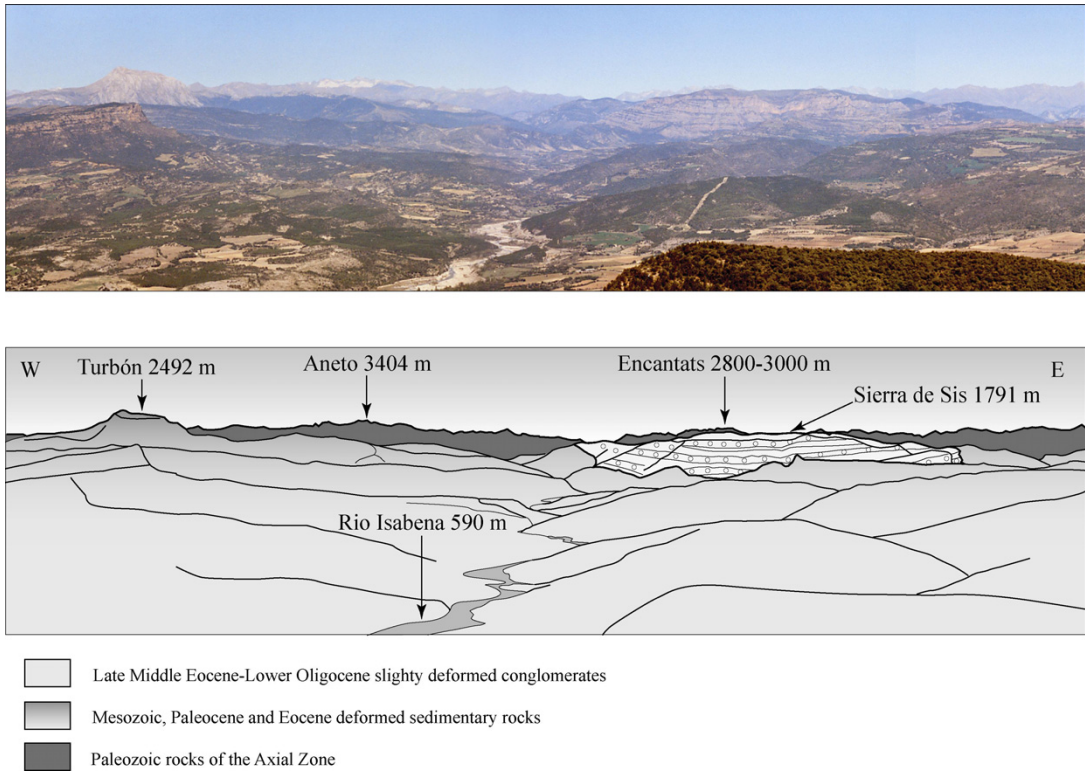 W
E
Turbón 2492 m
Aneto 3404 m
Encantats 2800-3000 m
Sierra de Sis 1791 m
Rio Isabena 590 m
Late Middle Eocene-Lower Oligocene slighty deformed conglomerates
Mesozoic, Paleocene and Eocene deformed sedimentary rocks
Paleozoic rocks of the Axial Zone